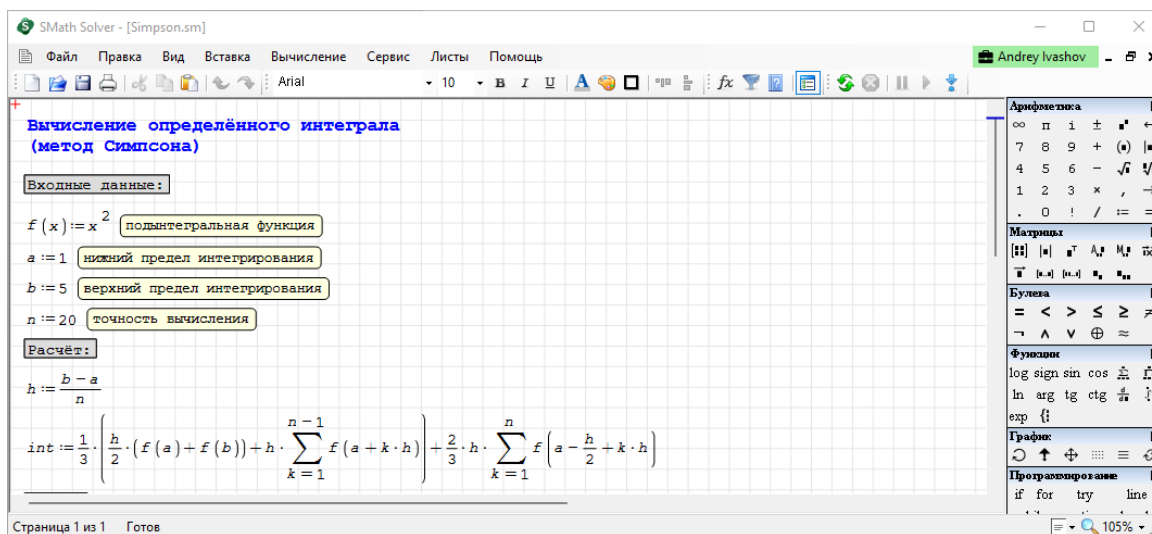 SMath Solver - [Simpson.sm]
Файл Правка Вид Вставка Вычисление Сервис Листы Помощь Andrey Ivashov
Arial 10 B I U A fx
Вычисление определённого интеграла
(метод Симпсона)
Входные данные:
f(x):=x^2 подынтегральная функция
a:=1 нижний предел интегрирования
b:=5 верхний предел интегрирования
n:=20 точность вычисления
Расчёт:
h:=(b-a)/n
int:=1/3·(h/2·(f(a)+f(b))+h·∑_{k=1}^{n-1} f(a+k·h))+2/3·h·∑_{k=1}^{n} f(a-h/2+k·h)
Арифметика
∞ π i ±
7 8 9 + (■)
4 5 6 - √
1 2 3 × ,
. 0 ! / := =
Матрицы
Булева
= < > ≤ ≥ ≠
¬ ∧ ∨ ⊕ ≈
Функции
log sign sin cos
ln arg tg ctg
exp
График
Программирование
if for try line
Страница 1 из 1 Готов 105%